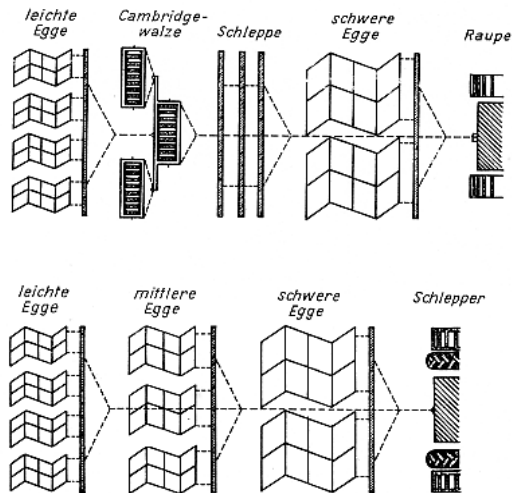 leichte
Egge
Cambridge-
walze
Schleppe
schwere
Egge
Raupe
leichte
Egge
mittlere
Egge
schwere
Egge
Schlepper